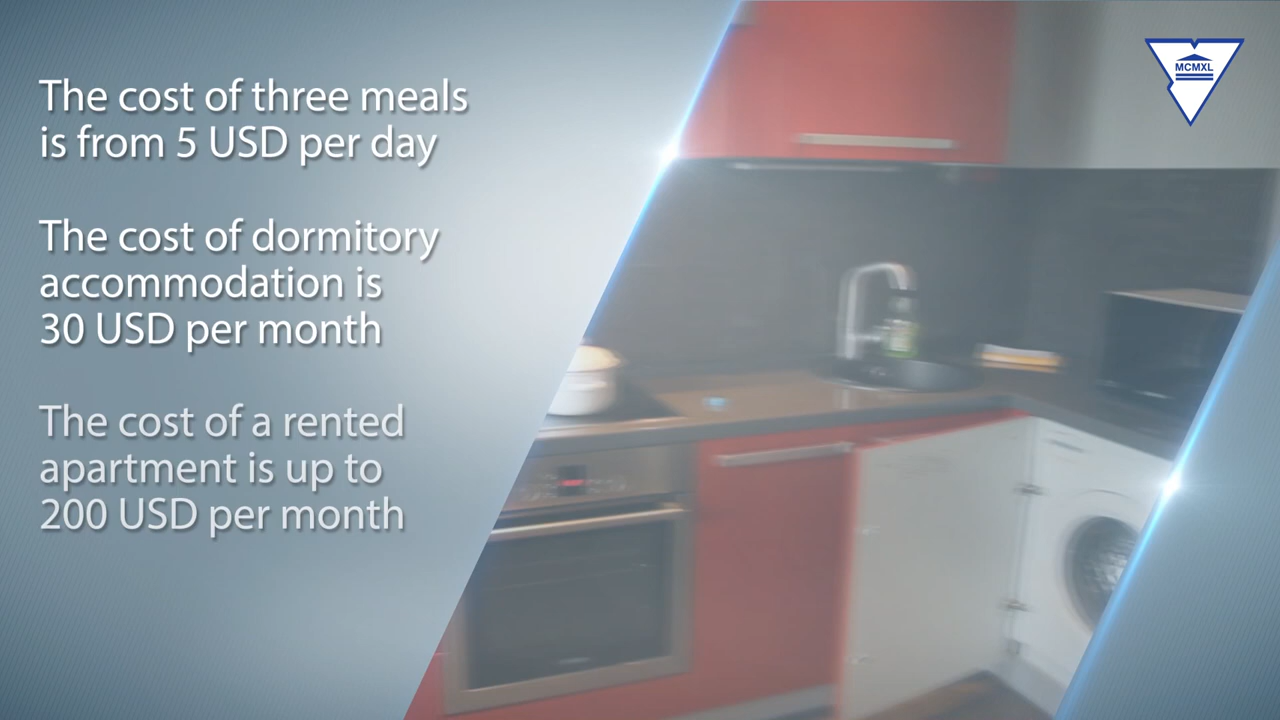 The cost of three meals
is from 5 USD per day
The cost of dormitory
accommodation is
30 USD per month
The cost of a rented
apartment is up to
200 USD per month
MCMXL